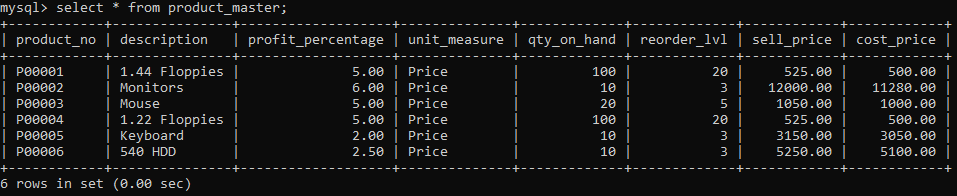 mysql> select * from product_master;
+------------+--------------+-------------------+--------------+-------------+-------------+------------+------------+
| product_no | description  | profit_percentage | unit_measure | qty_on_hand | reorder_lvl | sell_price | cost_price |
+------------+--------------+-------------------+--------------+-------------+-------------+------------+------------+
| P00001     | 1.44 Floppies |              5.00 | Price        |         100 |          20 |     525.00 |     500.00 |
| P00002     | Monitors      |              6.00 | Price        |          10 |           3 |   12000.00 |   11280.00 |
| P00003     | Mouse         |              5.00 | Price        |          20 |           5 |    1050.00 |    1000.00 |
| P00004     | 1.22 Floppies |              5.00 | Price        |         100 |          20 |     525.00 |     500.00 |
| P00005     | Keyboard      |              2.00 | Price        |          10 |           3 |    3150.00 |    3050.00 |
| P00006     | 540 HDD       |              2.50 | Price        |          10 |           3 |    5250.00 |    5100.00 |
+------------+--------------+-------------------+--------------+-------------+-------------+------------+------------+
6 rows in set (0.00 sec)